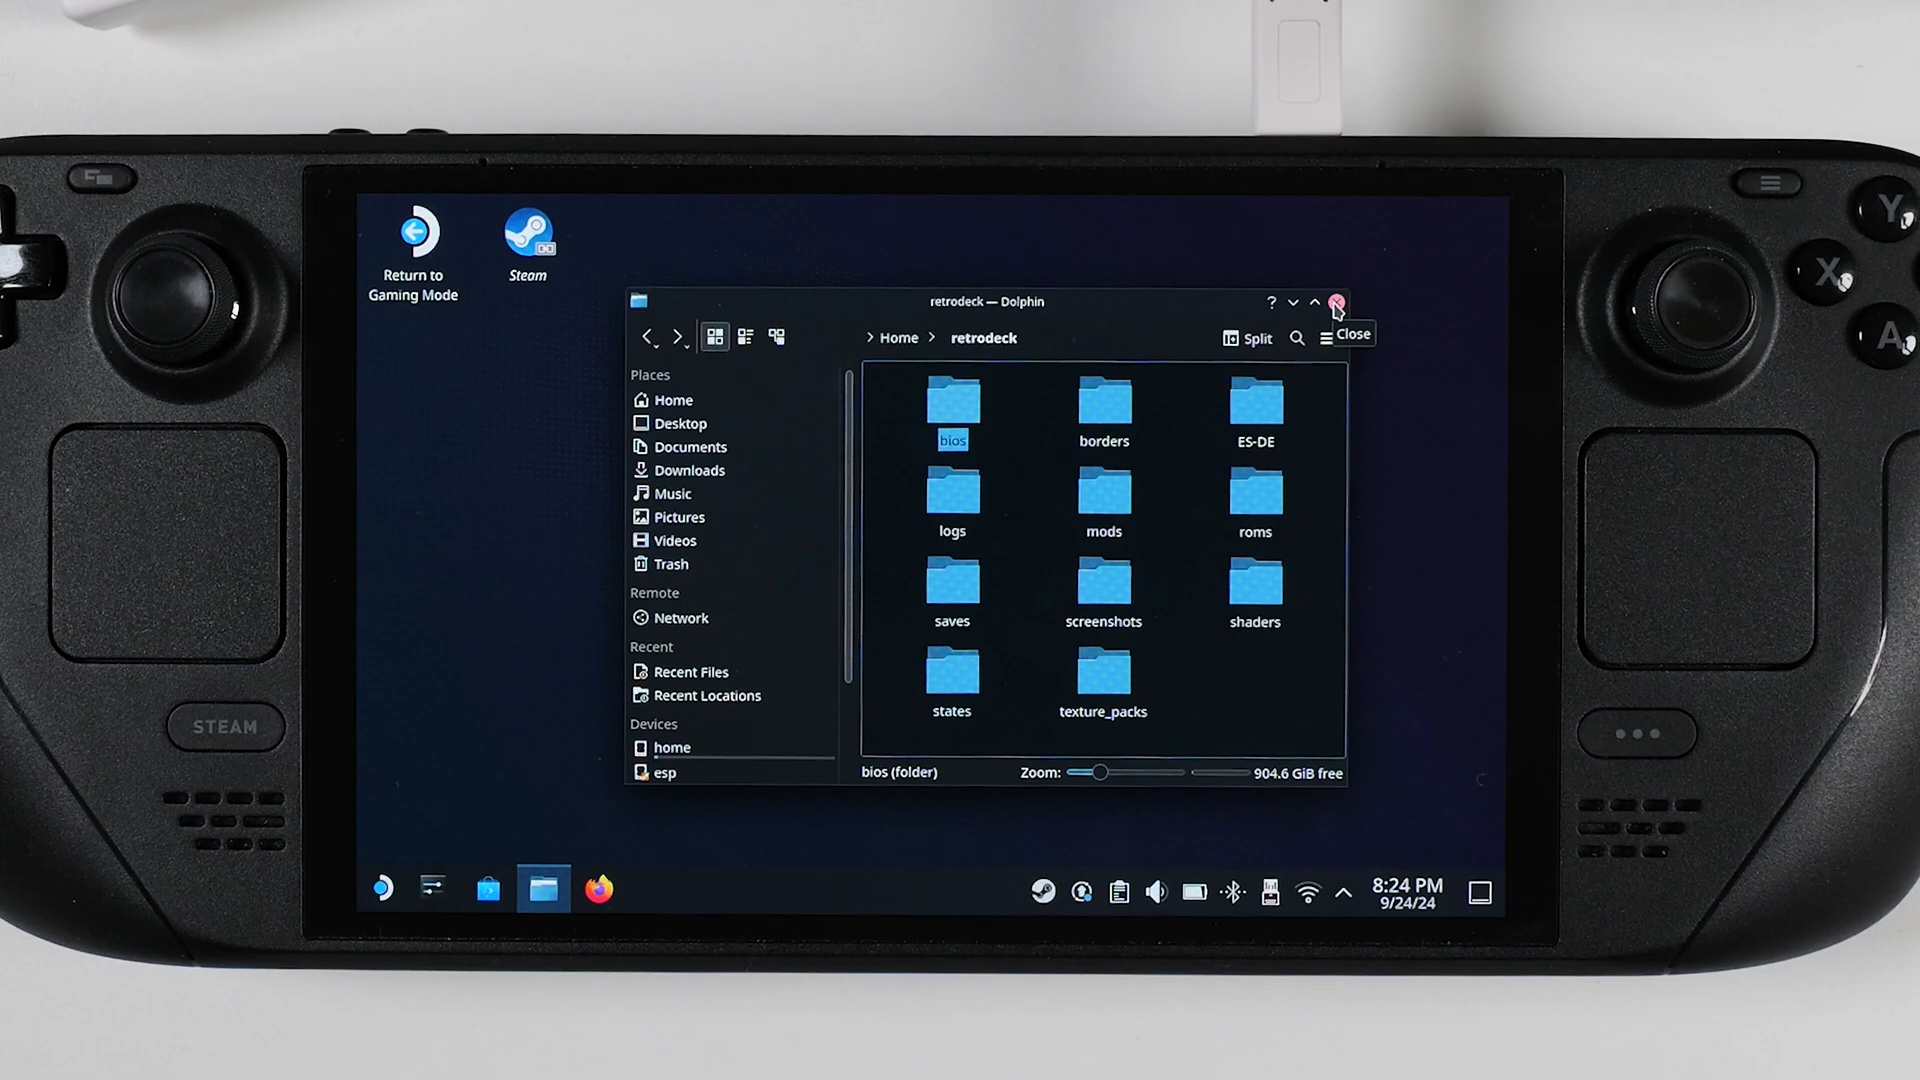 Return to
Gaming Mode
Steam
retrodeck — Dolphin
?
Home
retrodeck
Split
Close
Places
Home
Desktop
Documents
Downloads
Music
Pictures
Videos
Trash
Remote
Network
Recent
Recent Files
Recent Locations
Devices
home
esp
bios
borders
ES-DE
logs
mods
roms
saves
screenshots
shaders
states
texture_packs
bios (folder)
Zoom:
904.6 GiB free
8:24 PM
9/24/24
STEAM
Y
X
A